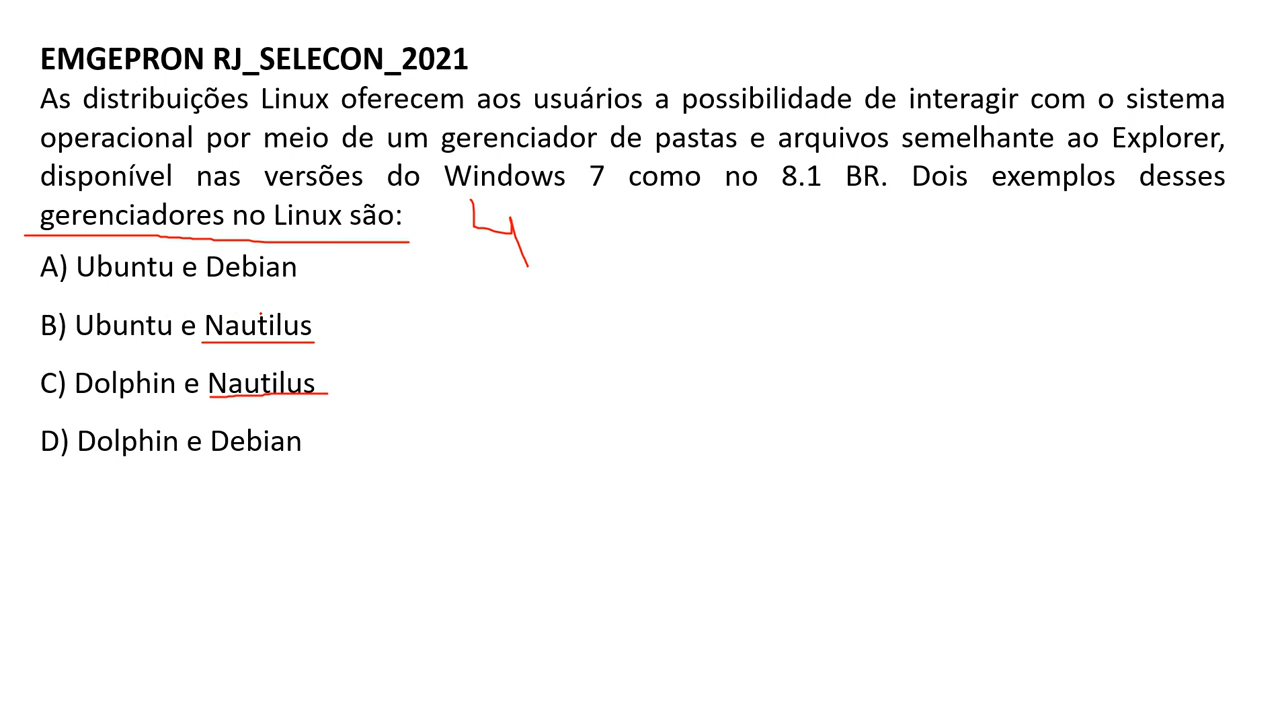 EMGEPRON RJ_SELECON_2021
As distribuições Linux oferecem aos usuários a possibilidade de interagir com o sistema
operacional por meio de um gerenciador de pastas e arquivos semelhante ao Explorer,
disponível nas versões do Windows 7 como no 8.1 BR. Dois exemplos desses
gerenciadores no Linux são:
4
A) Ubuntu e Debian
B) Ubuntu e Nautilus
C) Dolphin e Nautilus
D) Dolphin e Debian